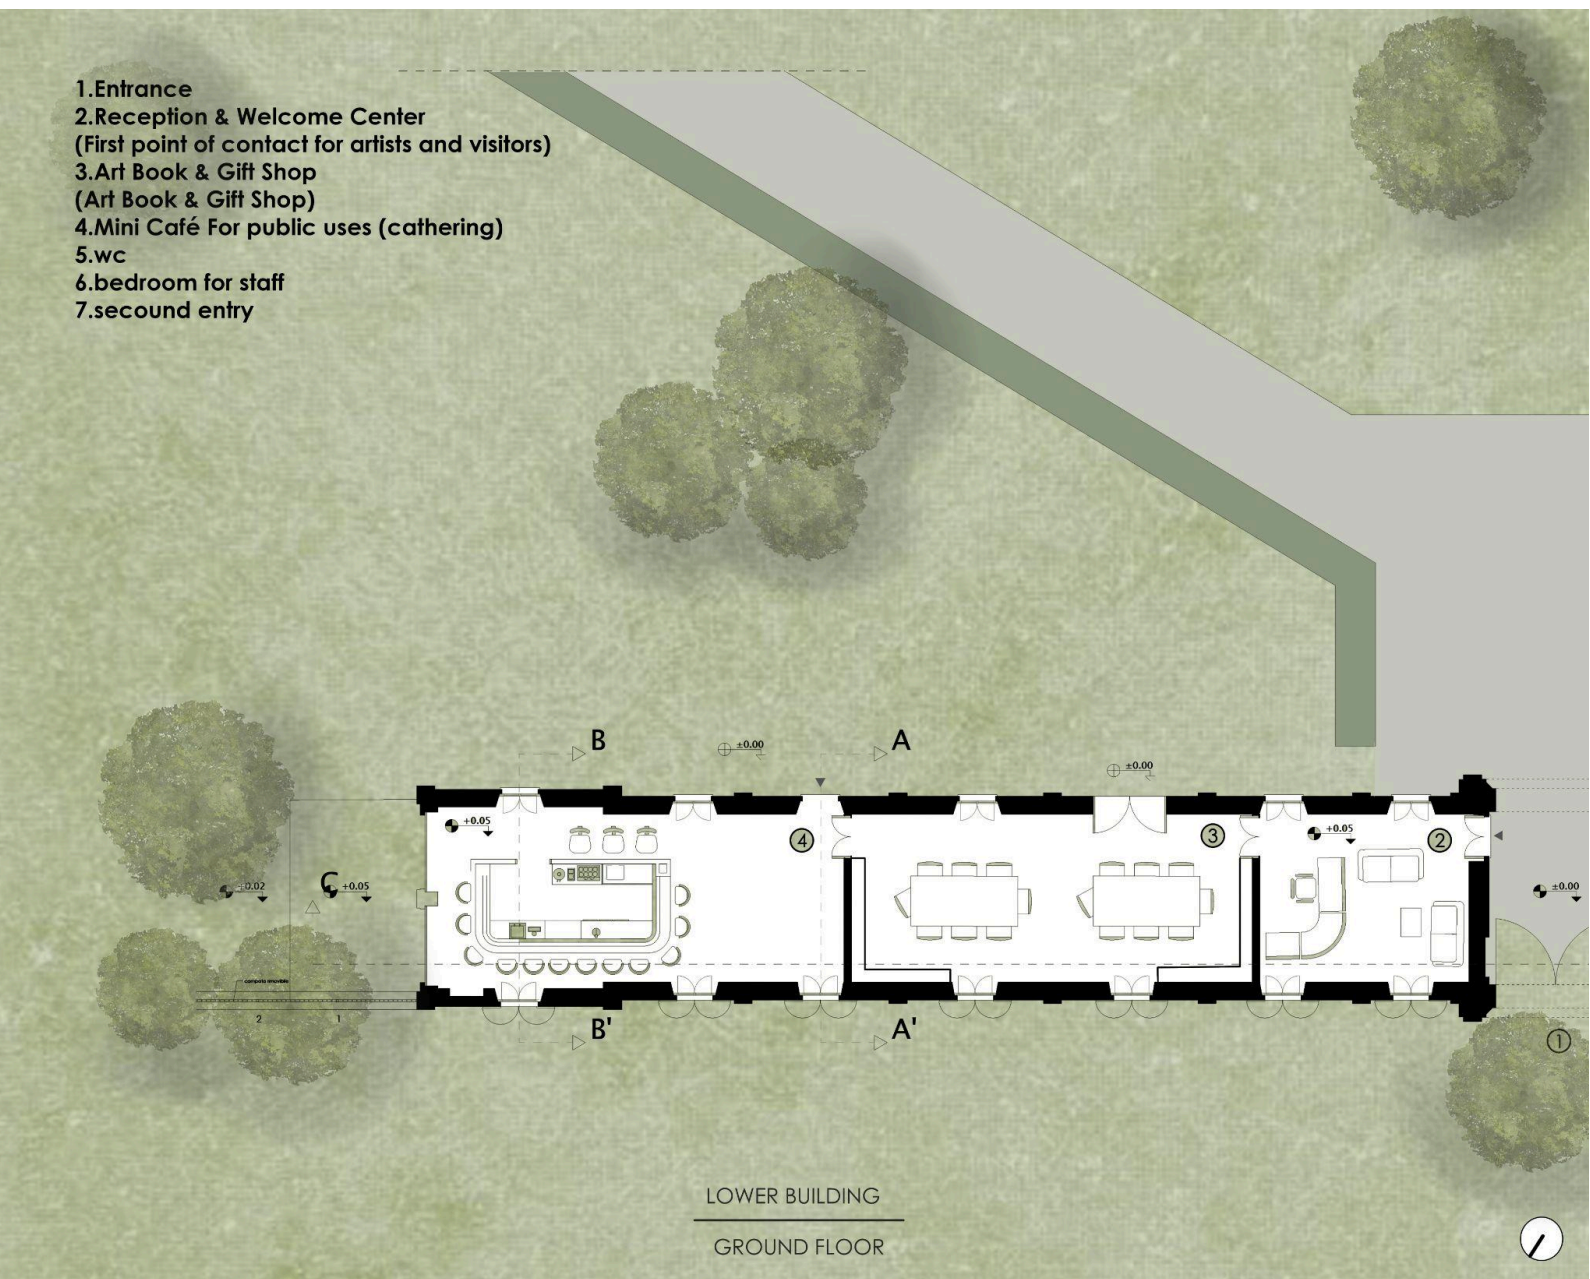 1.Entrance
2.Reception & Welcome Center
(First point of contact for artists and visitors)
3.Art Book & Gift Shop
(Art Book & Gift Shop)
4.Mini Café For public uses (cathering)
5.wc
6.bedroom for staff
7.secound entry
B
±0.00
A
±0.00
+0.05
4
3
+0.05
2
+0.02
C
+0.05
±0.00
2
1
B'
A'
1
LOWER BUILDING
GROUND FLOOR